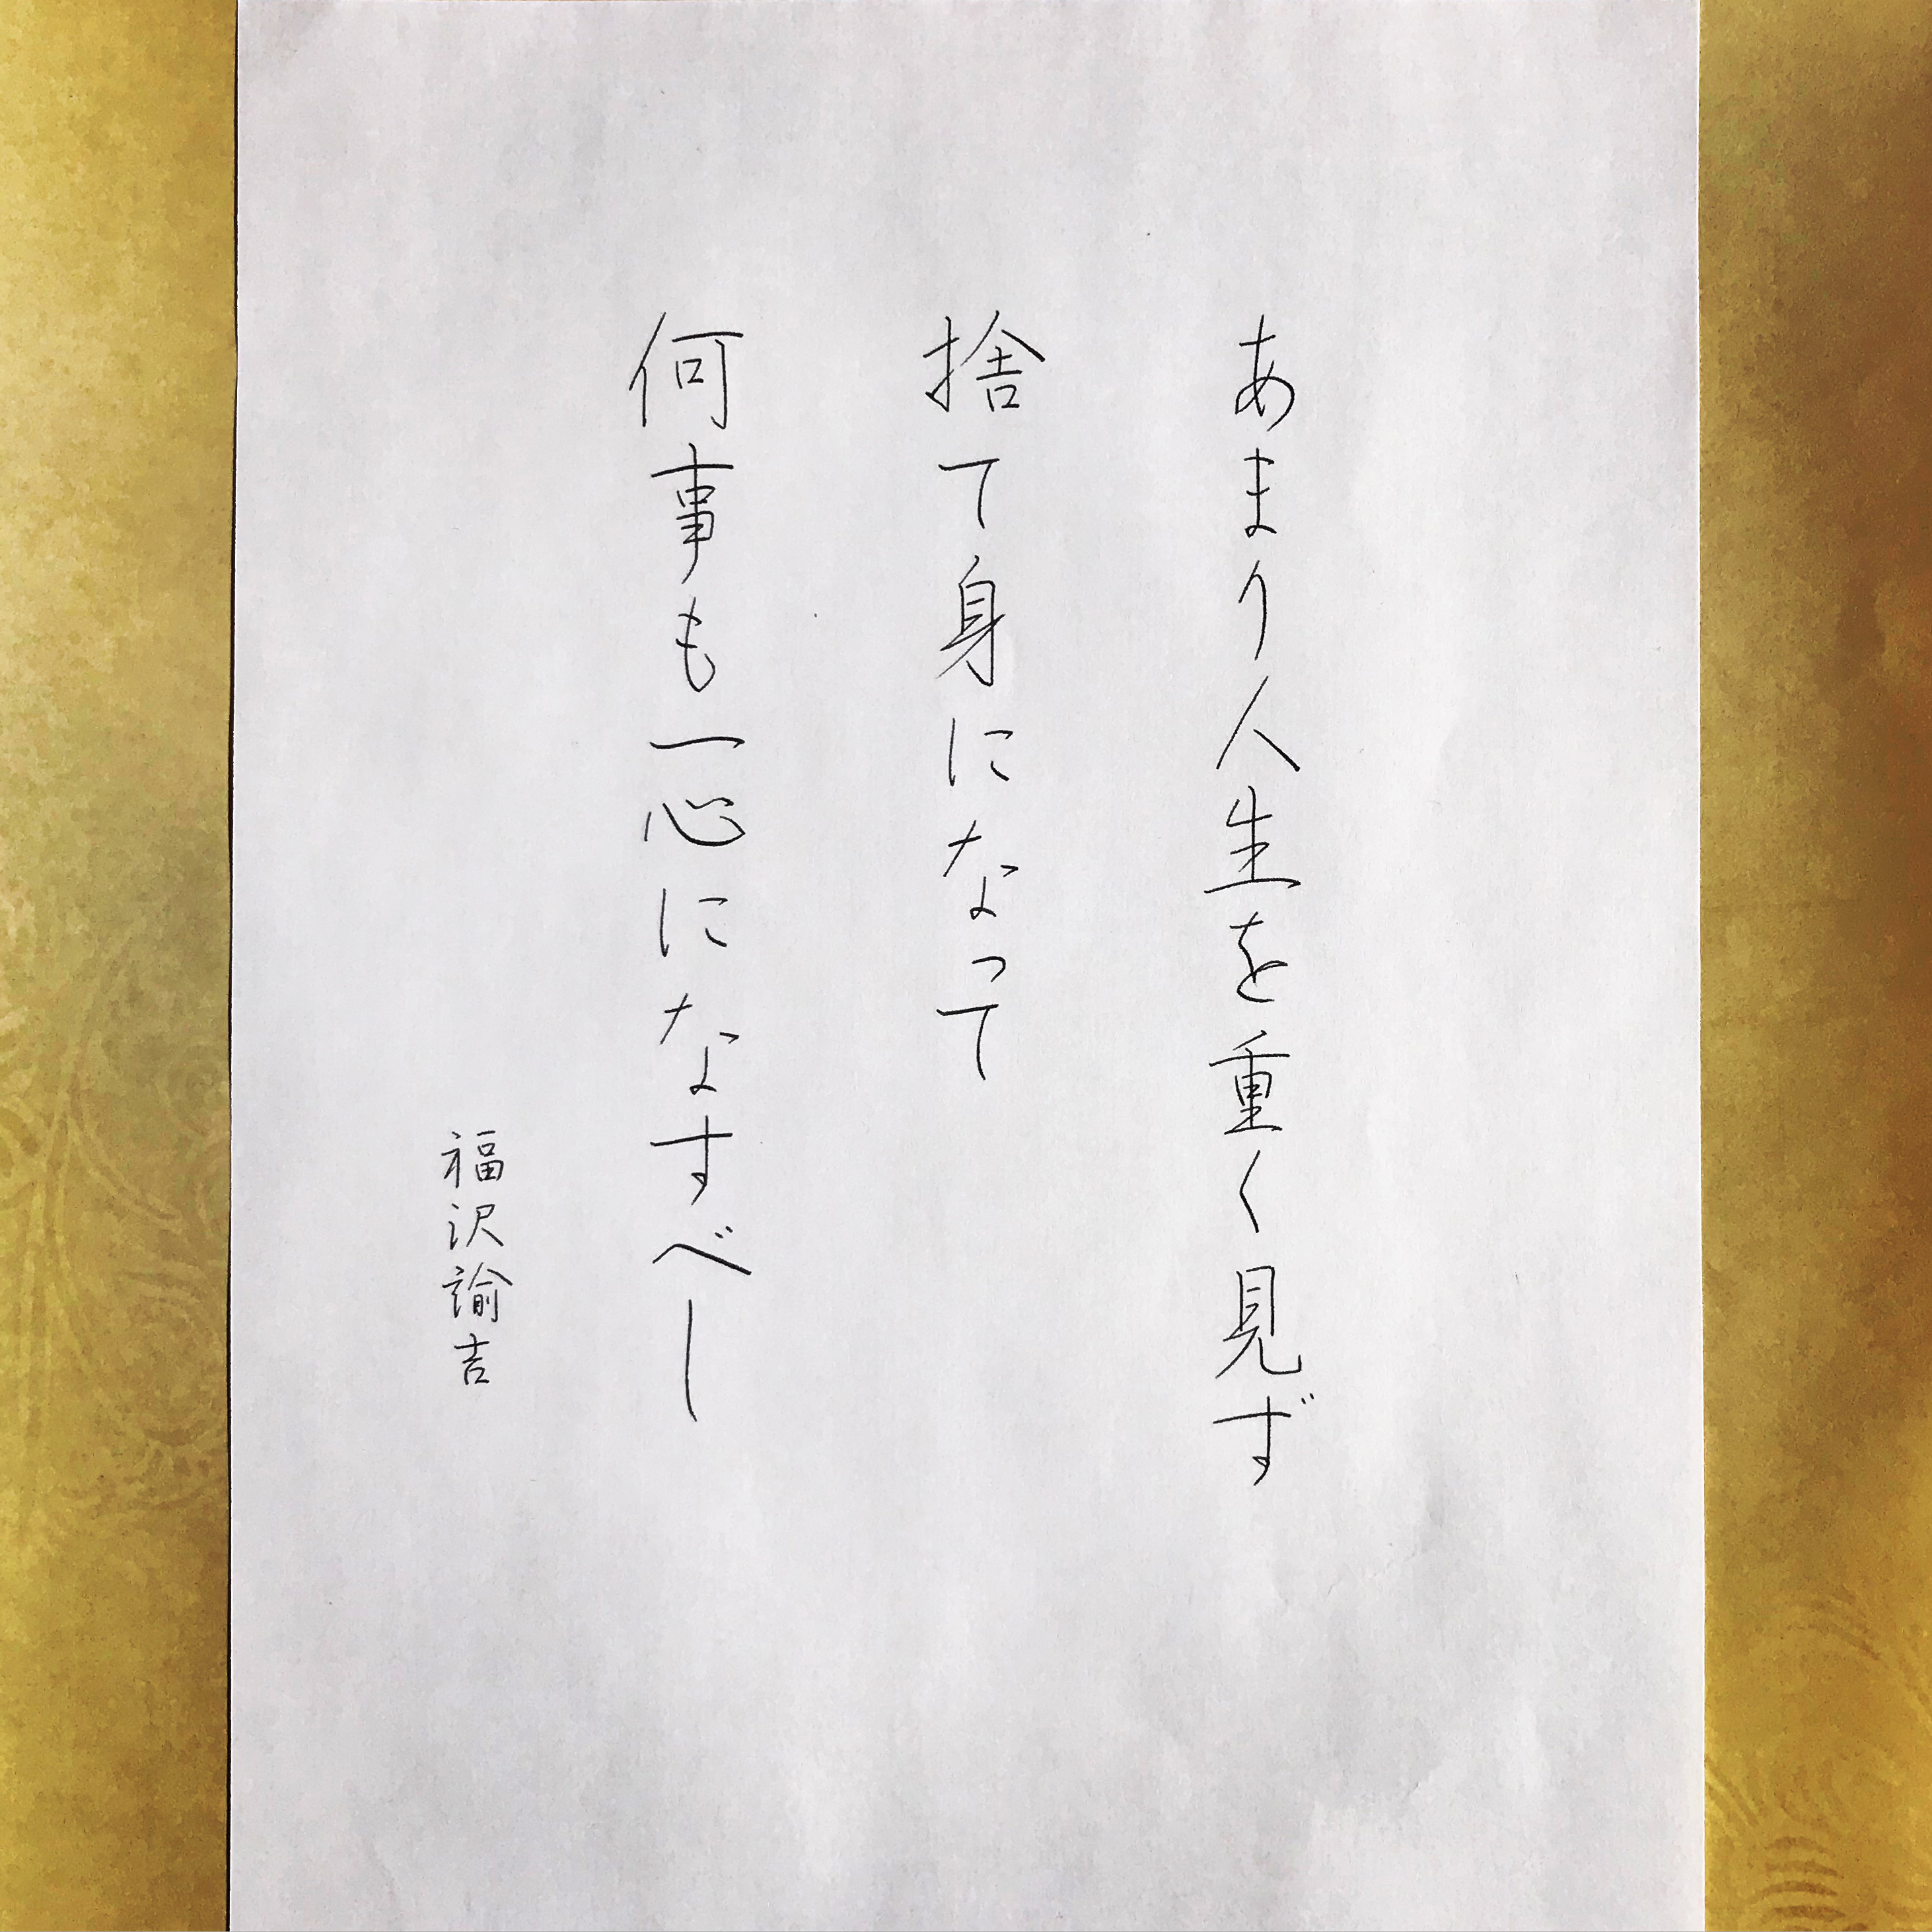 あまり人生を重く見ず
捨て身になって
何事も一心になすべし
福沢諭吉